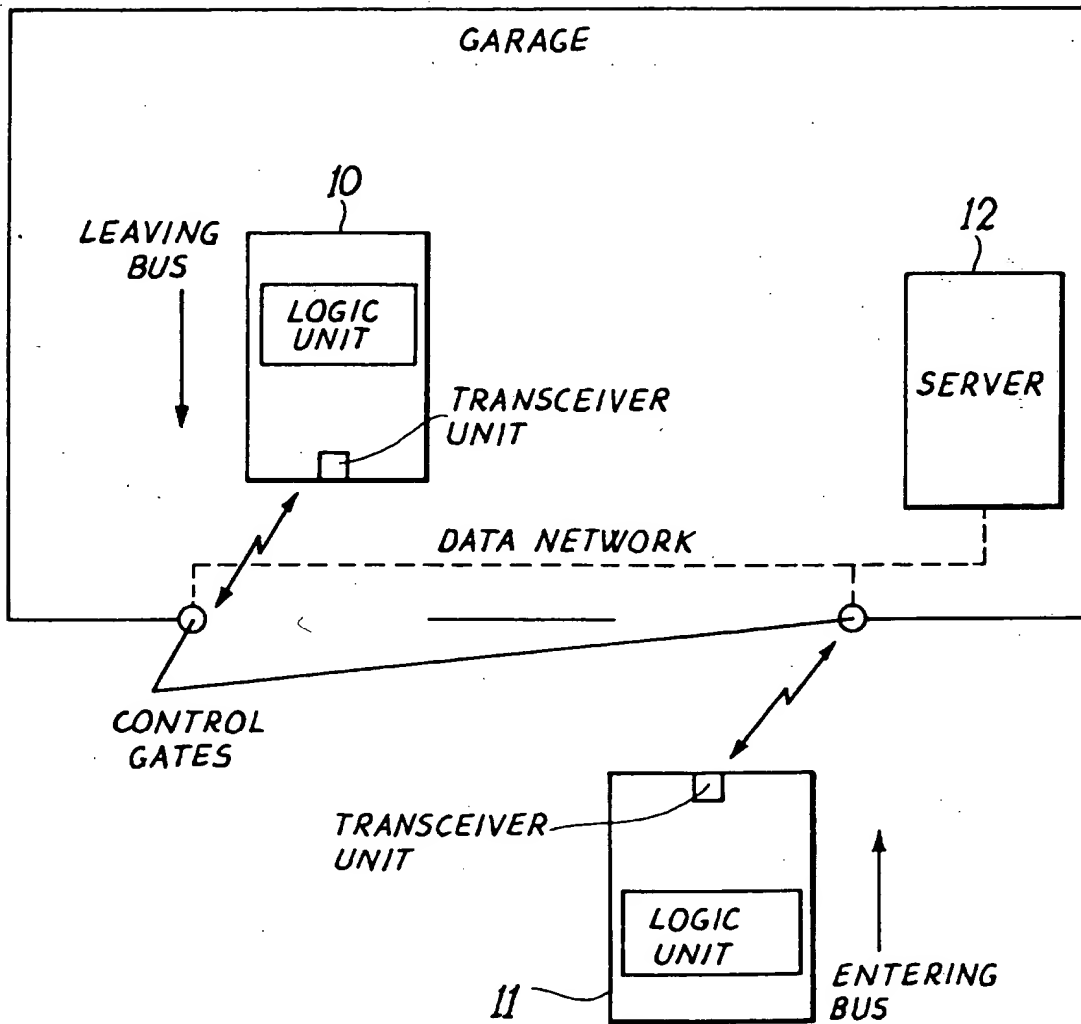 GARAGE
10
LEAVING
BUS
LOGIC
UNIT
TRANSCEIVER
UNIT
12
SERVER
DATA NETWORK
CONTROL
GATES
TRANSCEIVER
UNIT
LOGIC
UNIT
11
ENTERING
BUS